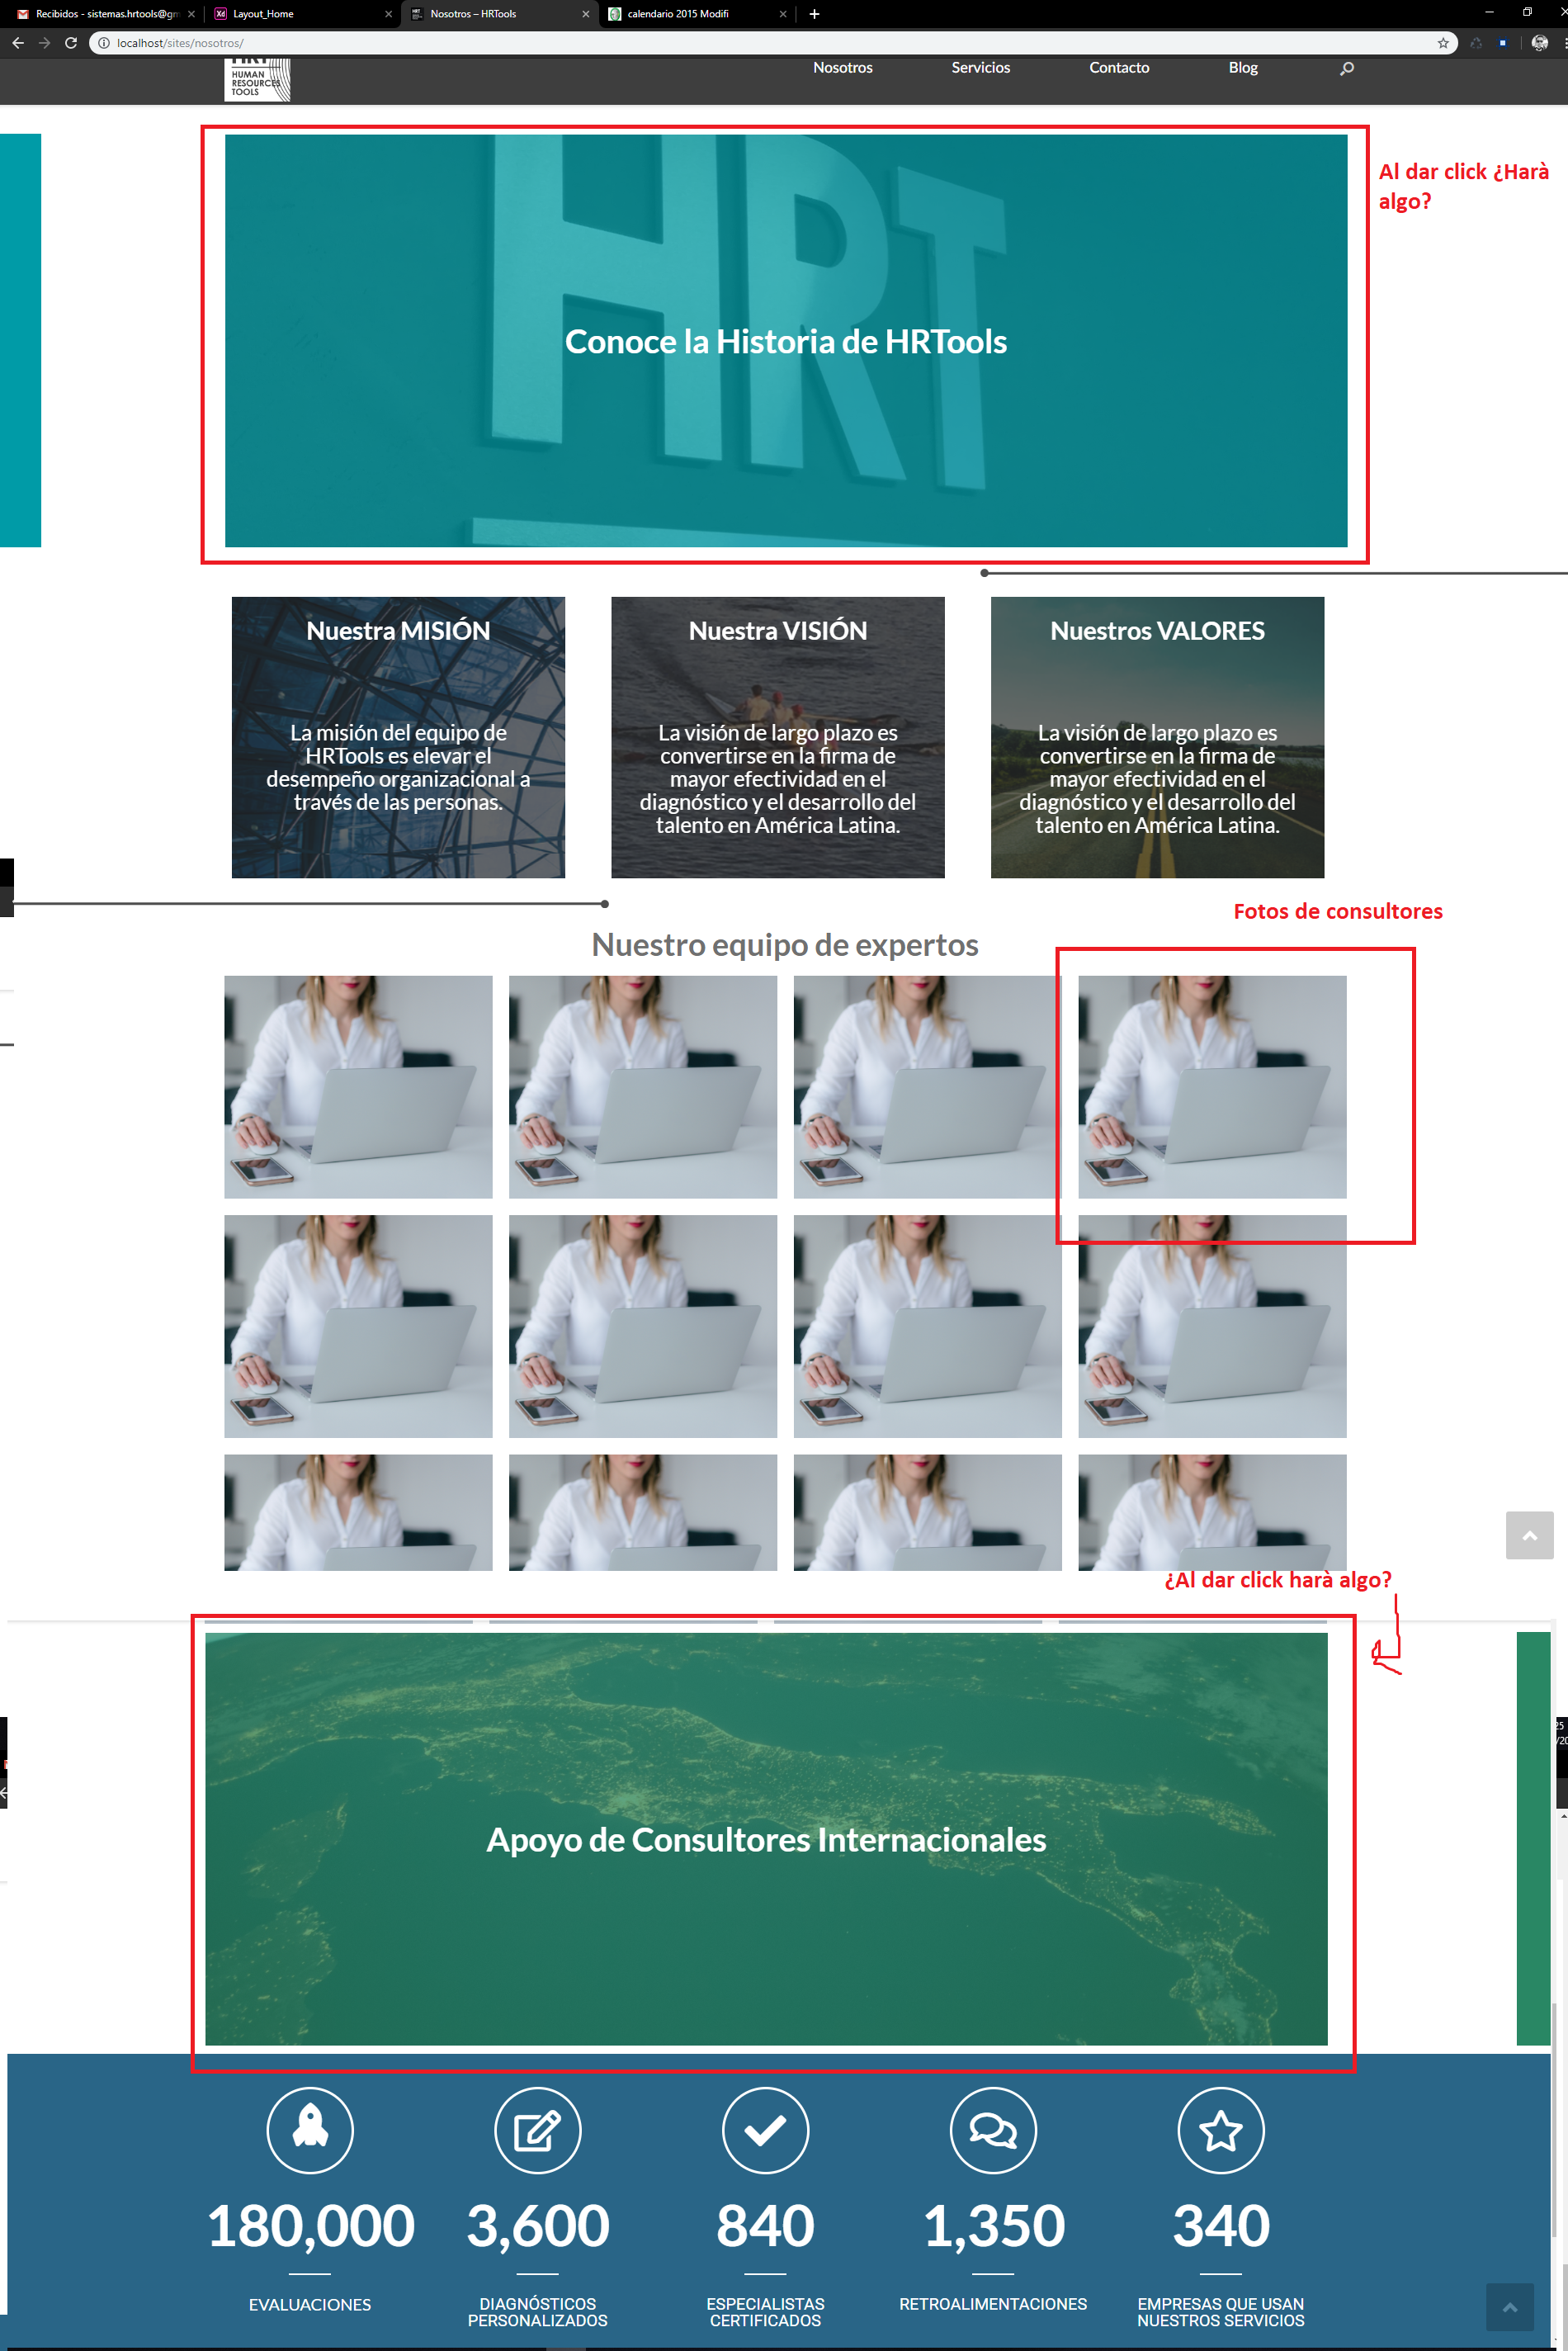 Recibidos - sistemas.hrtools@gm
Layout_Home
Nosotros – HRTools
calendario 2015 Modifi
localhost/sites/nosotros/
HRT
HUMAN
RESOURCES
TOOLS
Nosotros
Servicios
Contacto
Blog
Al dar click ¿Harà
algo?
HRT
Conoce la Historia de HRTools
Nuestra MISIÓN
La misión del equipo de
HRTools es elevar el
desempeño organizacional a
través de las personas.
Nuestra VISIÓN
La visión de largo plazo es
convertirse en la firma de
mayor efectividad en el
diagnóstico y el desarrollo del
talento en América Latina.
Nuestros VALORES
La visión de largo plazo es
convertirse en la firma de
mayor efectividad en el
diagnóstico y el desarrollo del
talento en América Latina.
Fotos de consultores
Nuestro equipo de expertos
¿Al dar click harà algo?
Apoyo de Consultores Internacionales
180,000
EVALUACIONES
3,600
DIAGNÓSTICOS
PERSONALIZADOS
840
ESPECIALISTAS
CERTIFICADOS
1,350
RETROALIMENTACIONES
340
EMPRESAS QUE USAN
NUESTROS SERVICIOS